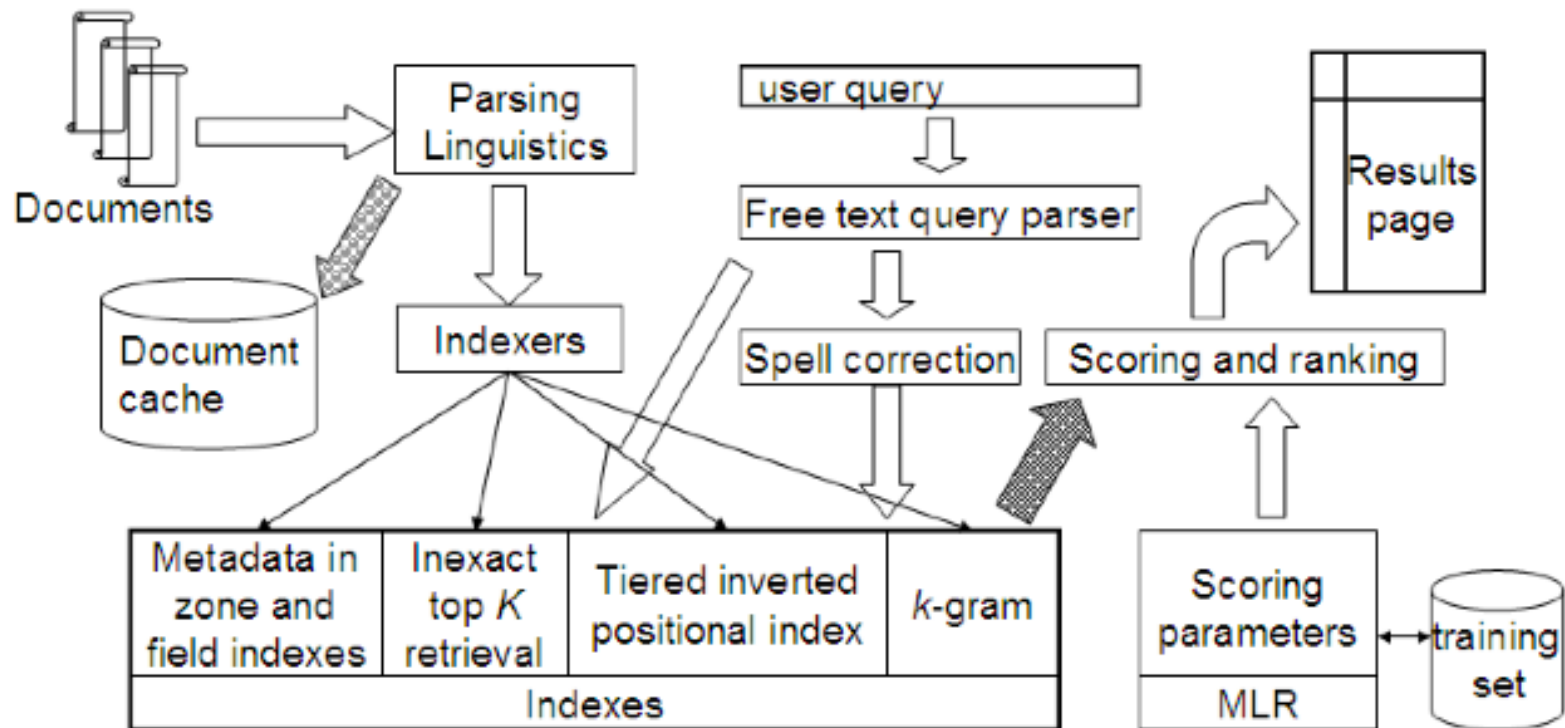 Documents
Parsing
Linguistics
user query
Free text query parser
Results
page
Document
cache
Indexers
Spell correction
Scoring and ranking
Metadata in
zone and
field indexes
Inexact
top K
retrieval
Tiered inverted
positional index
k-gram
Indexes
Scoring
parameters
MLR
training
set